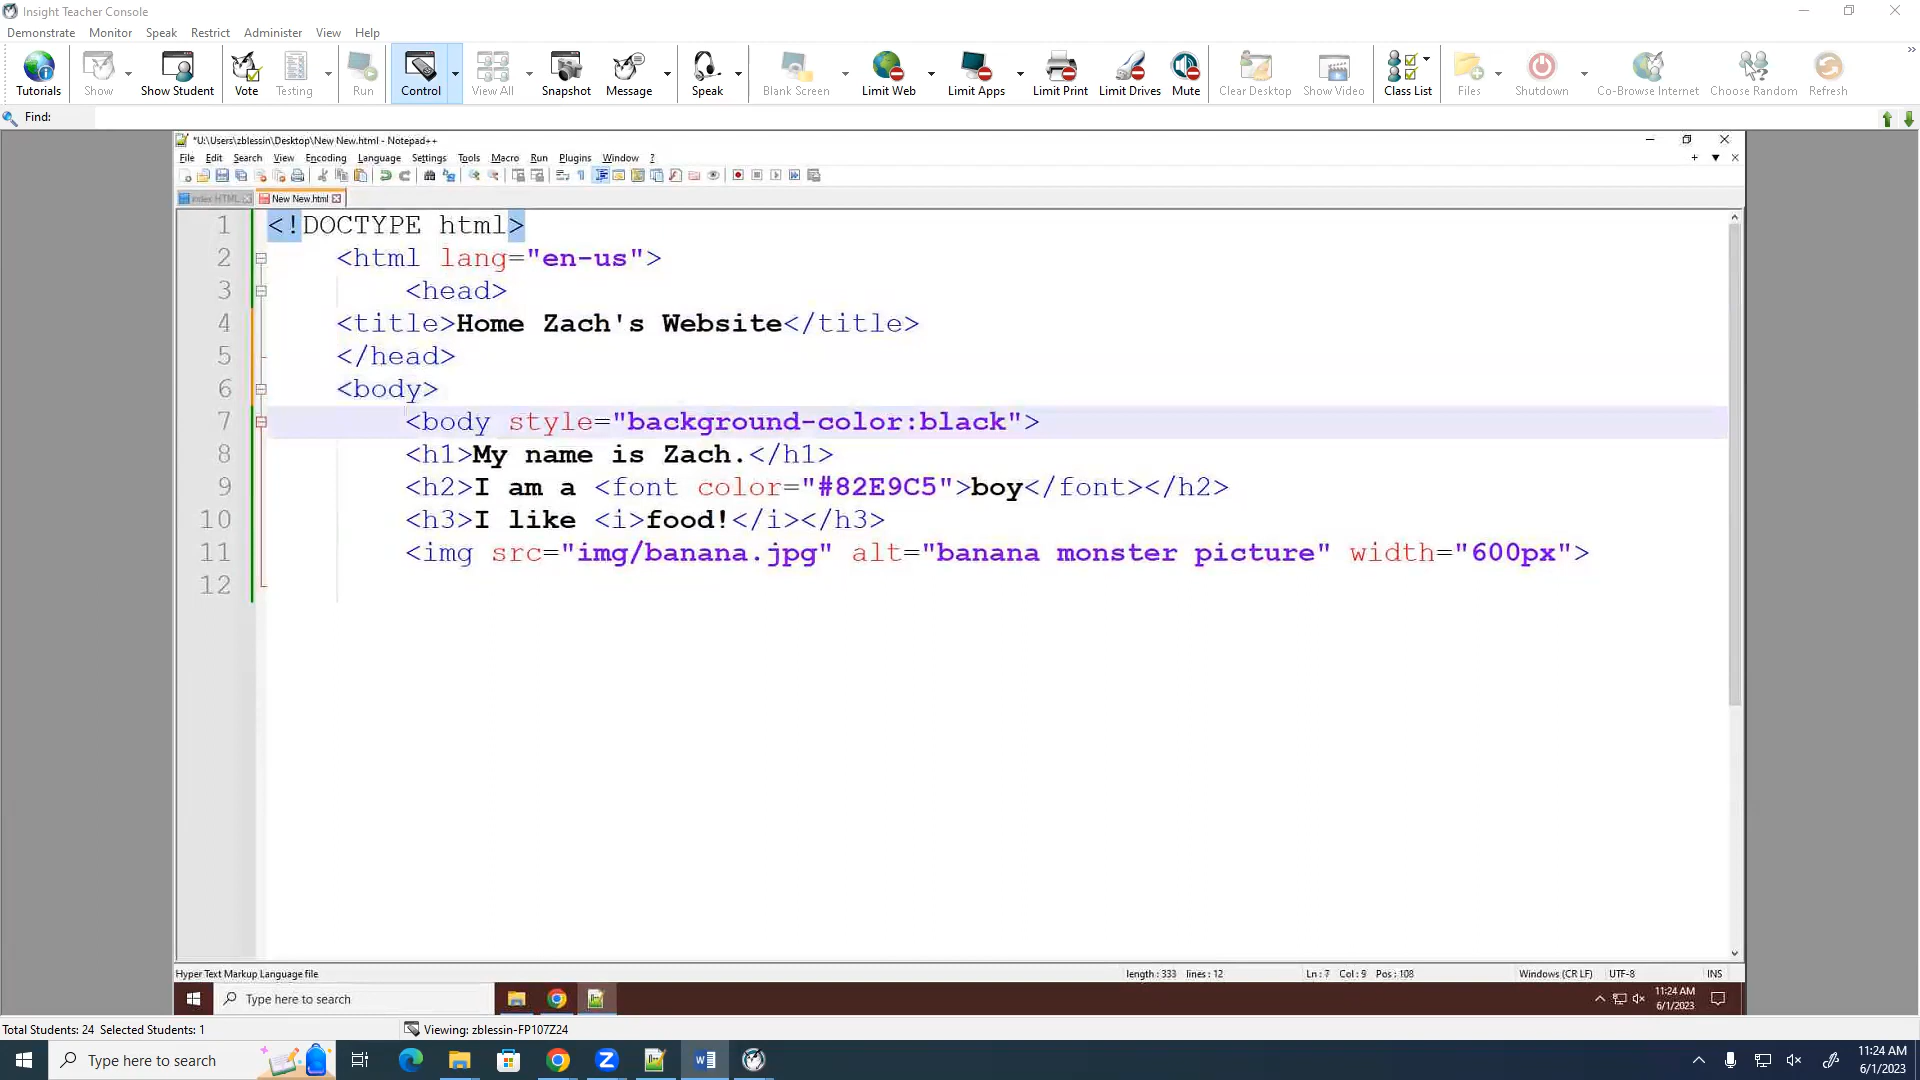 Insight Teacher Console
Demonstrate Monitor Speak Restrict Administer View Help
Tutorials Show Show Student Vote Testing Run Control View All Snapshot Message Speak Blank Screen Limit Web Limit Apps Limit Print Limit Drives Mute Clear Desktop Show Video Class List Files Shutdown Co-Browse Internet Choose Random Refresh
Find:
*U:\Users\zblessin\Desktop\New New.html - Notepad++
File Edit Search View Encoding Language Settings Tools Macro Run Plugins Window ?
index HTML New New.html
1 <!DOCTYPE html>
2 <html lang="en-us">
3 <head>
4 <title>Home Zach's Website</title>
5 </head>
6 <body>
7 <body style="background-color:black">
8 <h1>My name is Zach.</h1>
9 <h2>I am a <font color="#82E9C5">boy</font></h2>
10 <h3>I like <i>food!</i></h3>
11 <img src="img/banana.jpg" alt="banana monster picture" width="600px">
12
Hyper Text Markup Language file length : 333 lines : 12 Ln : 7 Col : 9 Pos : 108 Windows (CR LF) UTF-8 INS
Type here to search 11:24 AM
6/1/2023
Total Students: 24 Selected Students: 1 Viewing: zblessin-FP107Z24
Type here to search 11:24 AM
6/1/2023